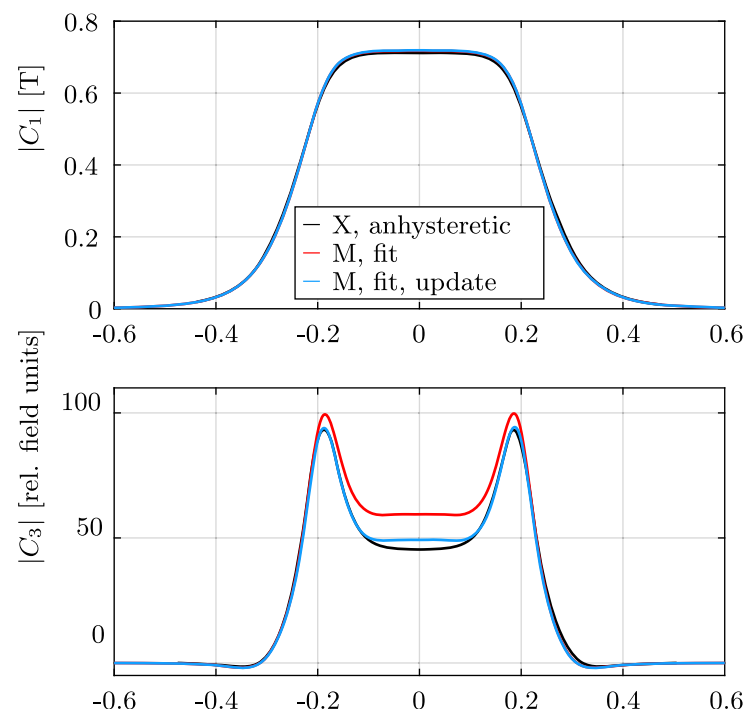 |C₁| [T]
0.8
0.6
0.4
0.2
0
X, anhysteretic
M, fit
M, fit, update
-0.6 -0.4 -0.2 0 0.2 0.4 0.6
|C₃| [rel. field units]
100
50
0
-0.6 -0.4 -0.2 0 0.2 0.4 0.6